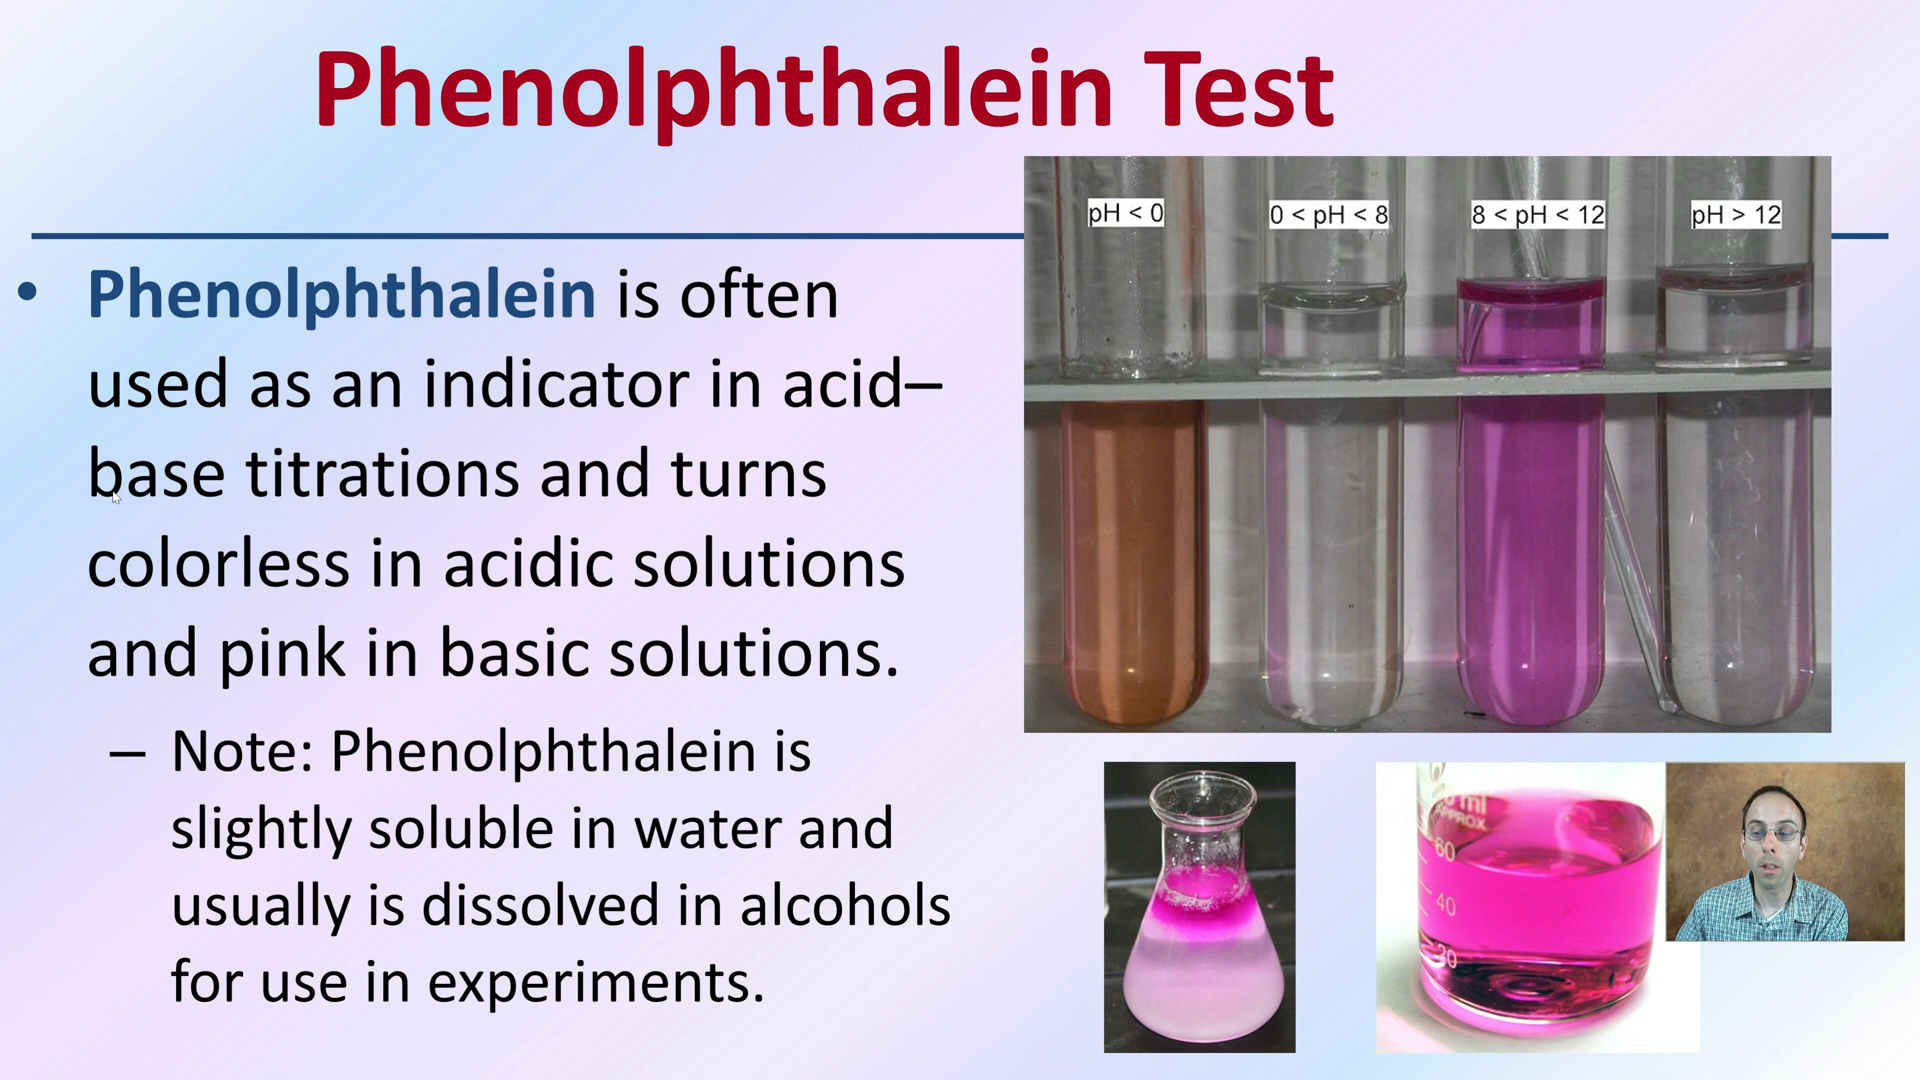 Phenolphthalein Test
• Phenolphthalein is often
used as an indicator in acid–
base titrations and turns
colorless in acidic solutions
and pink in basic solutions.
– Note: Phenolphthalein is
slightly soluble in water and
usually is dissolved in alcohols
for use in experiments.
pH < 0
0 < pH < 8
8 < pH < 12
pH > 12
ml
APPROX
60
40
20